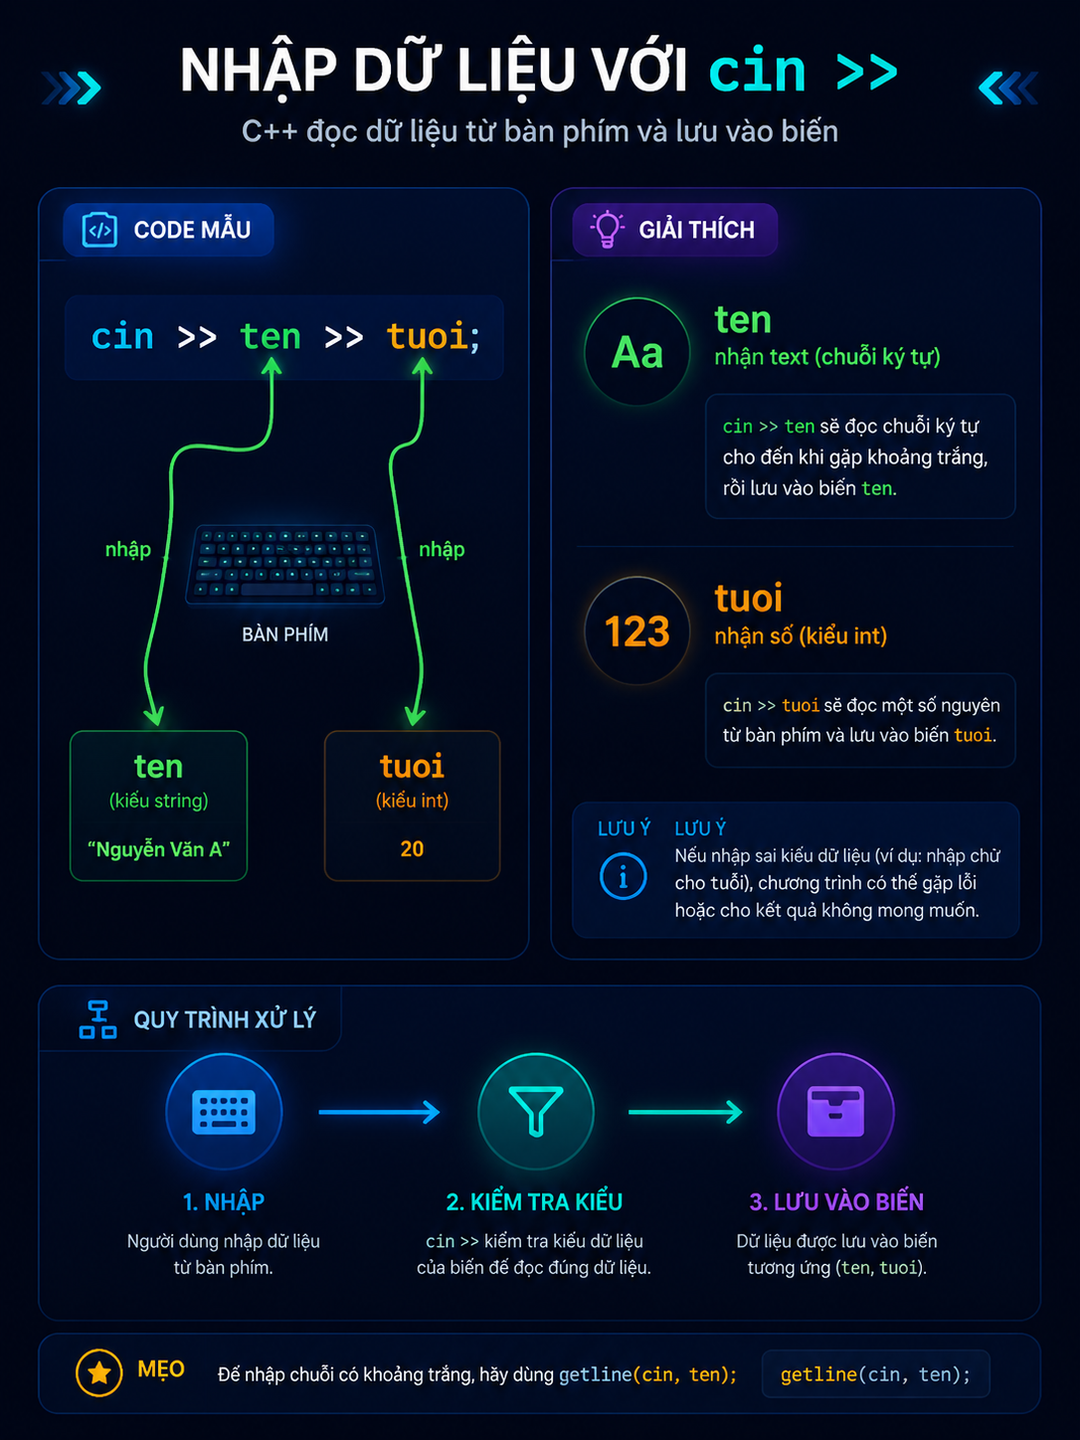 NHẬP DỮ LIỆU VỚI cin >>
C++ đọc dữ liệu từ bàn phím và lưu vào biến
</> CODE MẪU
cin >> ten >> tuoi;
nhập
nhập
BÀN PHÍM
ten
(kiểu string)
“Nguyễn Văn A”
tuoi
(kiểu int)
20
GIẢI THÍCH
Aa
ten
nhận text (chuỗi ký tự)
cin >> ten sẽ đọc chuỗi ký tự
cho đến khi gặp khoảng trắng,
rồi lưu vào biến ten.
123
tuoi
nhận số (kiểu int)
cin >> tuoi sẽ đọc một số nguyên
từ bàn phím và lưu vào biến tuoi.
LƯU Ý
i
LƯU Ý
Nếu nhập sai kiểu dữ liệu (ví dụ: nhập chữ
cho tuổi), chương trình có thể gặp lỗi
hoặc cho kết quả không mong muốn.
QUY TRÌNH XỬ LÝ
1. NHẬP
Người dùng nhập dữ liệu
từ bàn phím.
2. KIỂM TRA KIỂU
cin >> kiểm tra kiểu dữ liệu
của biến để đọc đúng dữ liệu.
3. LƯU VÀO BIẾN
Dữ liệu được lưu vào biến
tương ứng (ten, tuoi).
MẸO
Để nhập chuỗi có khoảng trắng, hãy dùng getline(cin, ten);
getline(cin, ten);